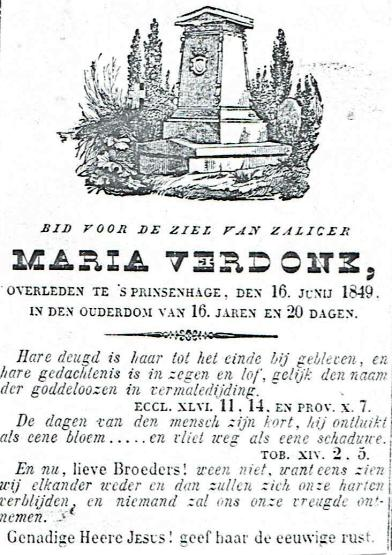 BID VOOR DE ZIEL VAN ZALIGER
MARIA VERDONK,
OVERLEDEN TE 'S PRINSENHAGE, DEN 16. JUNIJ 1849.
IN DEN OUDERDOM VAN 16. JAREN EN 20 DAGEN.
Hare deugd is haar tot het einde bij gebleven, en
hare gedachtenis is in zegen en lof, gelijk den naam
der goddeloozen in vermaledijding.
ECCL. XLVI. 11. 14. EN PROV. X. 7.
De dagen van den mensch zijn kort, hij ontluikt
als eene bloem.....en vliet weg als eene schaduwe.
TOB. XIV. 2. 5.
En nu, lieve Broeders! ween niet, want eens zien
wij elkander weder en dan zullen zich onze harten
verblijden, en niemand zal ons onze vreugde ont-
nemen.
Genadige Heere JESUS! geef haar de eeuwige rust.